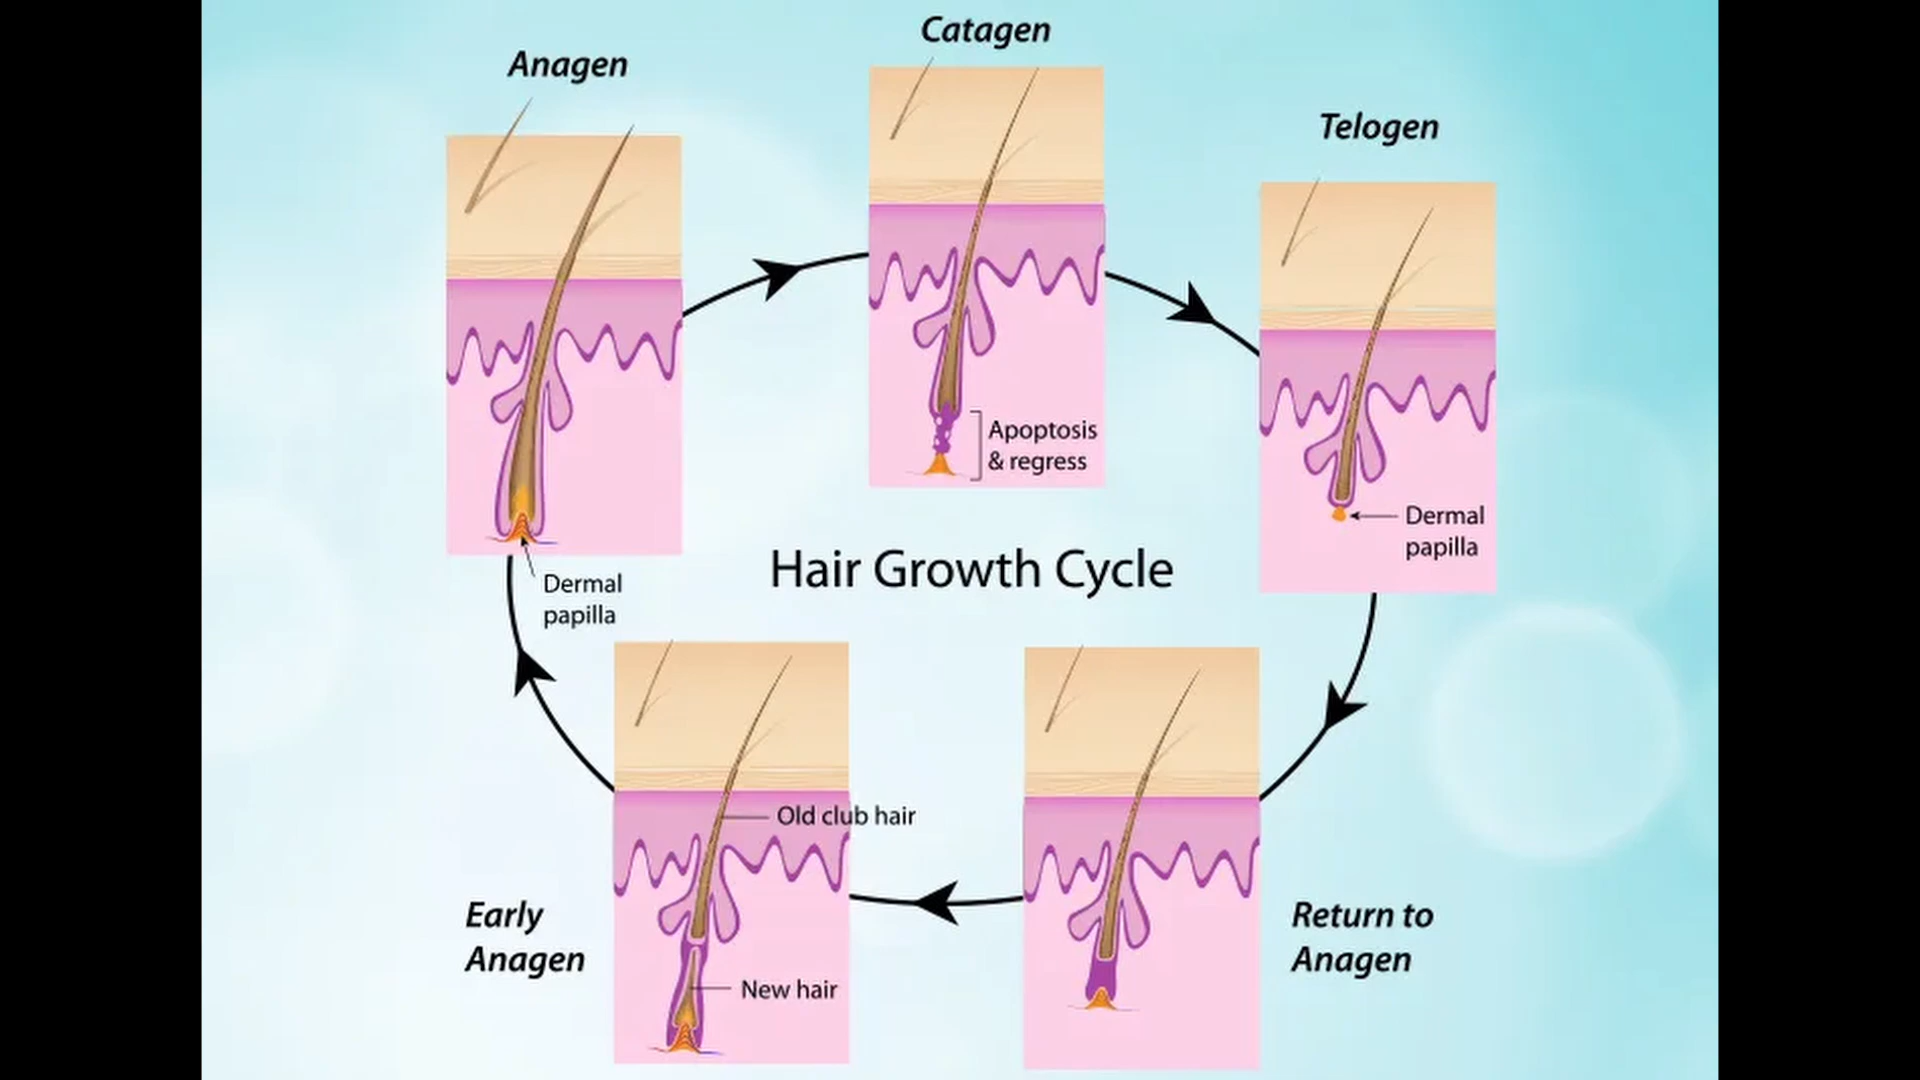 Catagen
Anagen
Telogen
Apoptosis
& regress
Dermal
papilla
Hair Growth Cycle
Dermal
papilla
Old club hair
Early
Anagen
Return to
Anagen
New hair